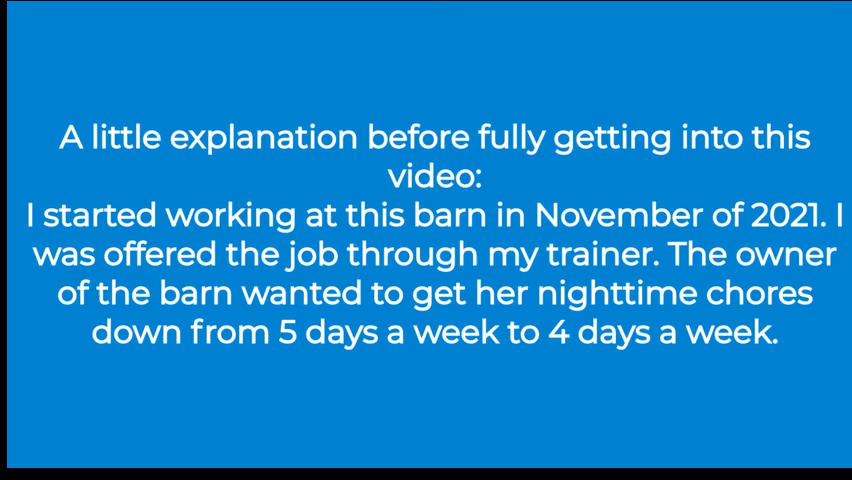 A little explanation before fully getting into this
video:
I started working at this barn in November of 2021. I
was offered the job through my trainer. The owner
of the barn wanted to get her nighttime chores
down from 5 days a week to 4 days a week.